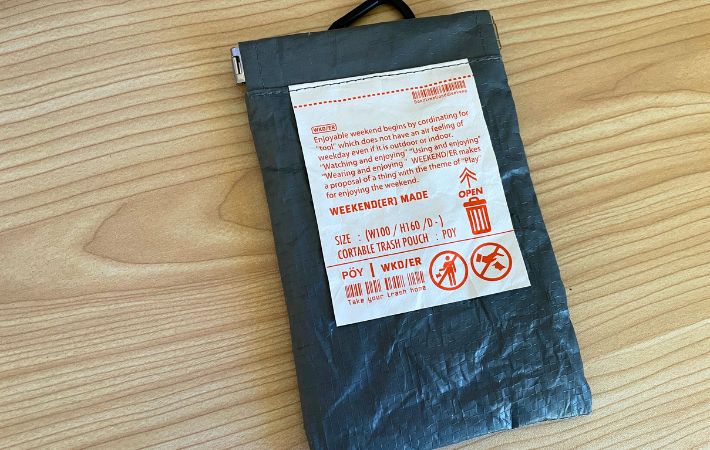 WKD/ER
Enjoyable weekend begins by cordinating for
"tool" which does not have an air feeling of
weekday even if it is outdoor or indoor.
"Watching and enjoying" "Using and enjoying"
"Wearing and enjoying" WEEKEND/ER makes
a proposal of a thing with the theme of "Play"
for enjoying the weekend.
WEEKEND(ER) MADE
OPEN
SIZE : (W100 / H160 / D - )
CORTABLE TRASH POUCH : POY
PÖY | WKD/ER
Take your trash home